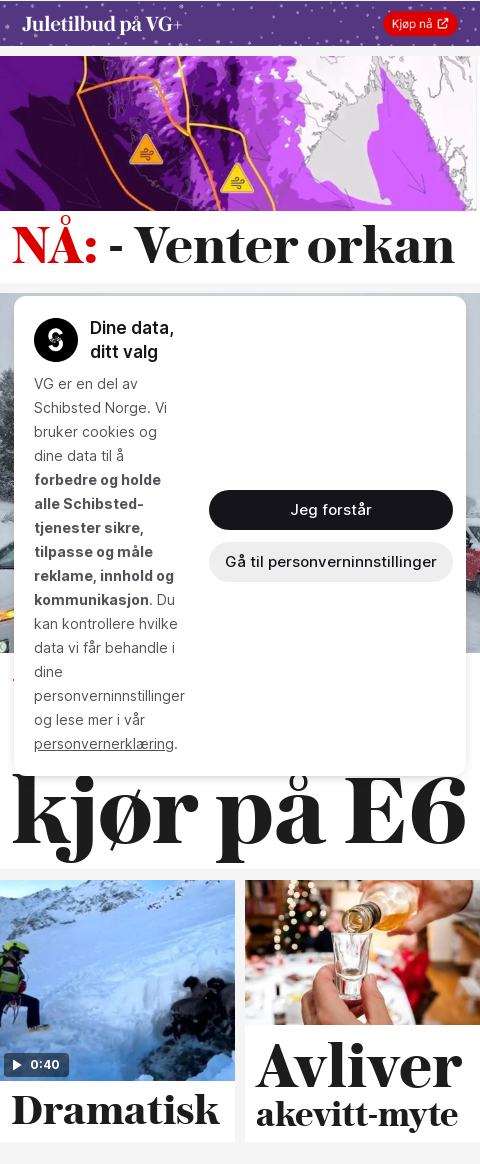 Juletilbud på VG+
Kjøp nå
NÅ: - Venter orkan
Dine data,
ditt valg
VG er en del av
Schibsted Norge. Vi
bruker cookies og
dine data til å
forbedre og holde
alle Schibsted-
tjenester sikre,
tilpasse og måle
reklame, innhold og
kommunikasjon. Du
kan kontrollere hvilke
data vi får behandle i
dine
personverninnstillinger
og lese mer i vår
personvernerklæring.
Jeg forstår
Gå til personverninnstillinger
kjør på E6
0:40
Dramatisk
Avliver
akevitt-myte